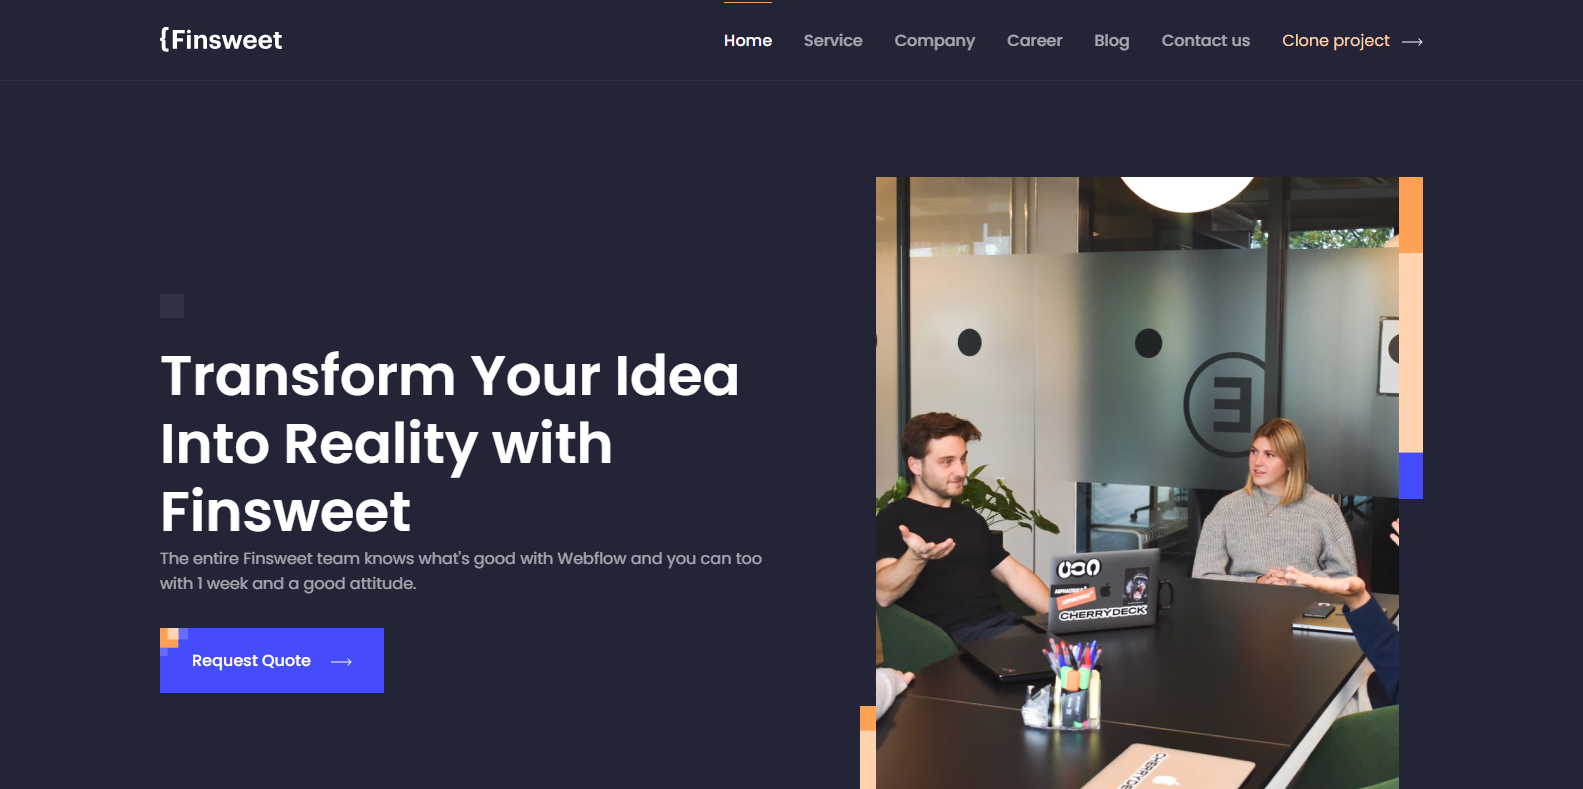 {Finsweet
Home Service Company Career Blog Contact us Clone project
Transform Your Idea
Into Reality with
Finsweet
The entire Finsweet team knows what's good with Webflow and you can too
with 1 week and a good attitude.
Request Quote
CHERRYDECK